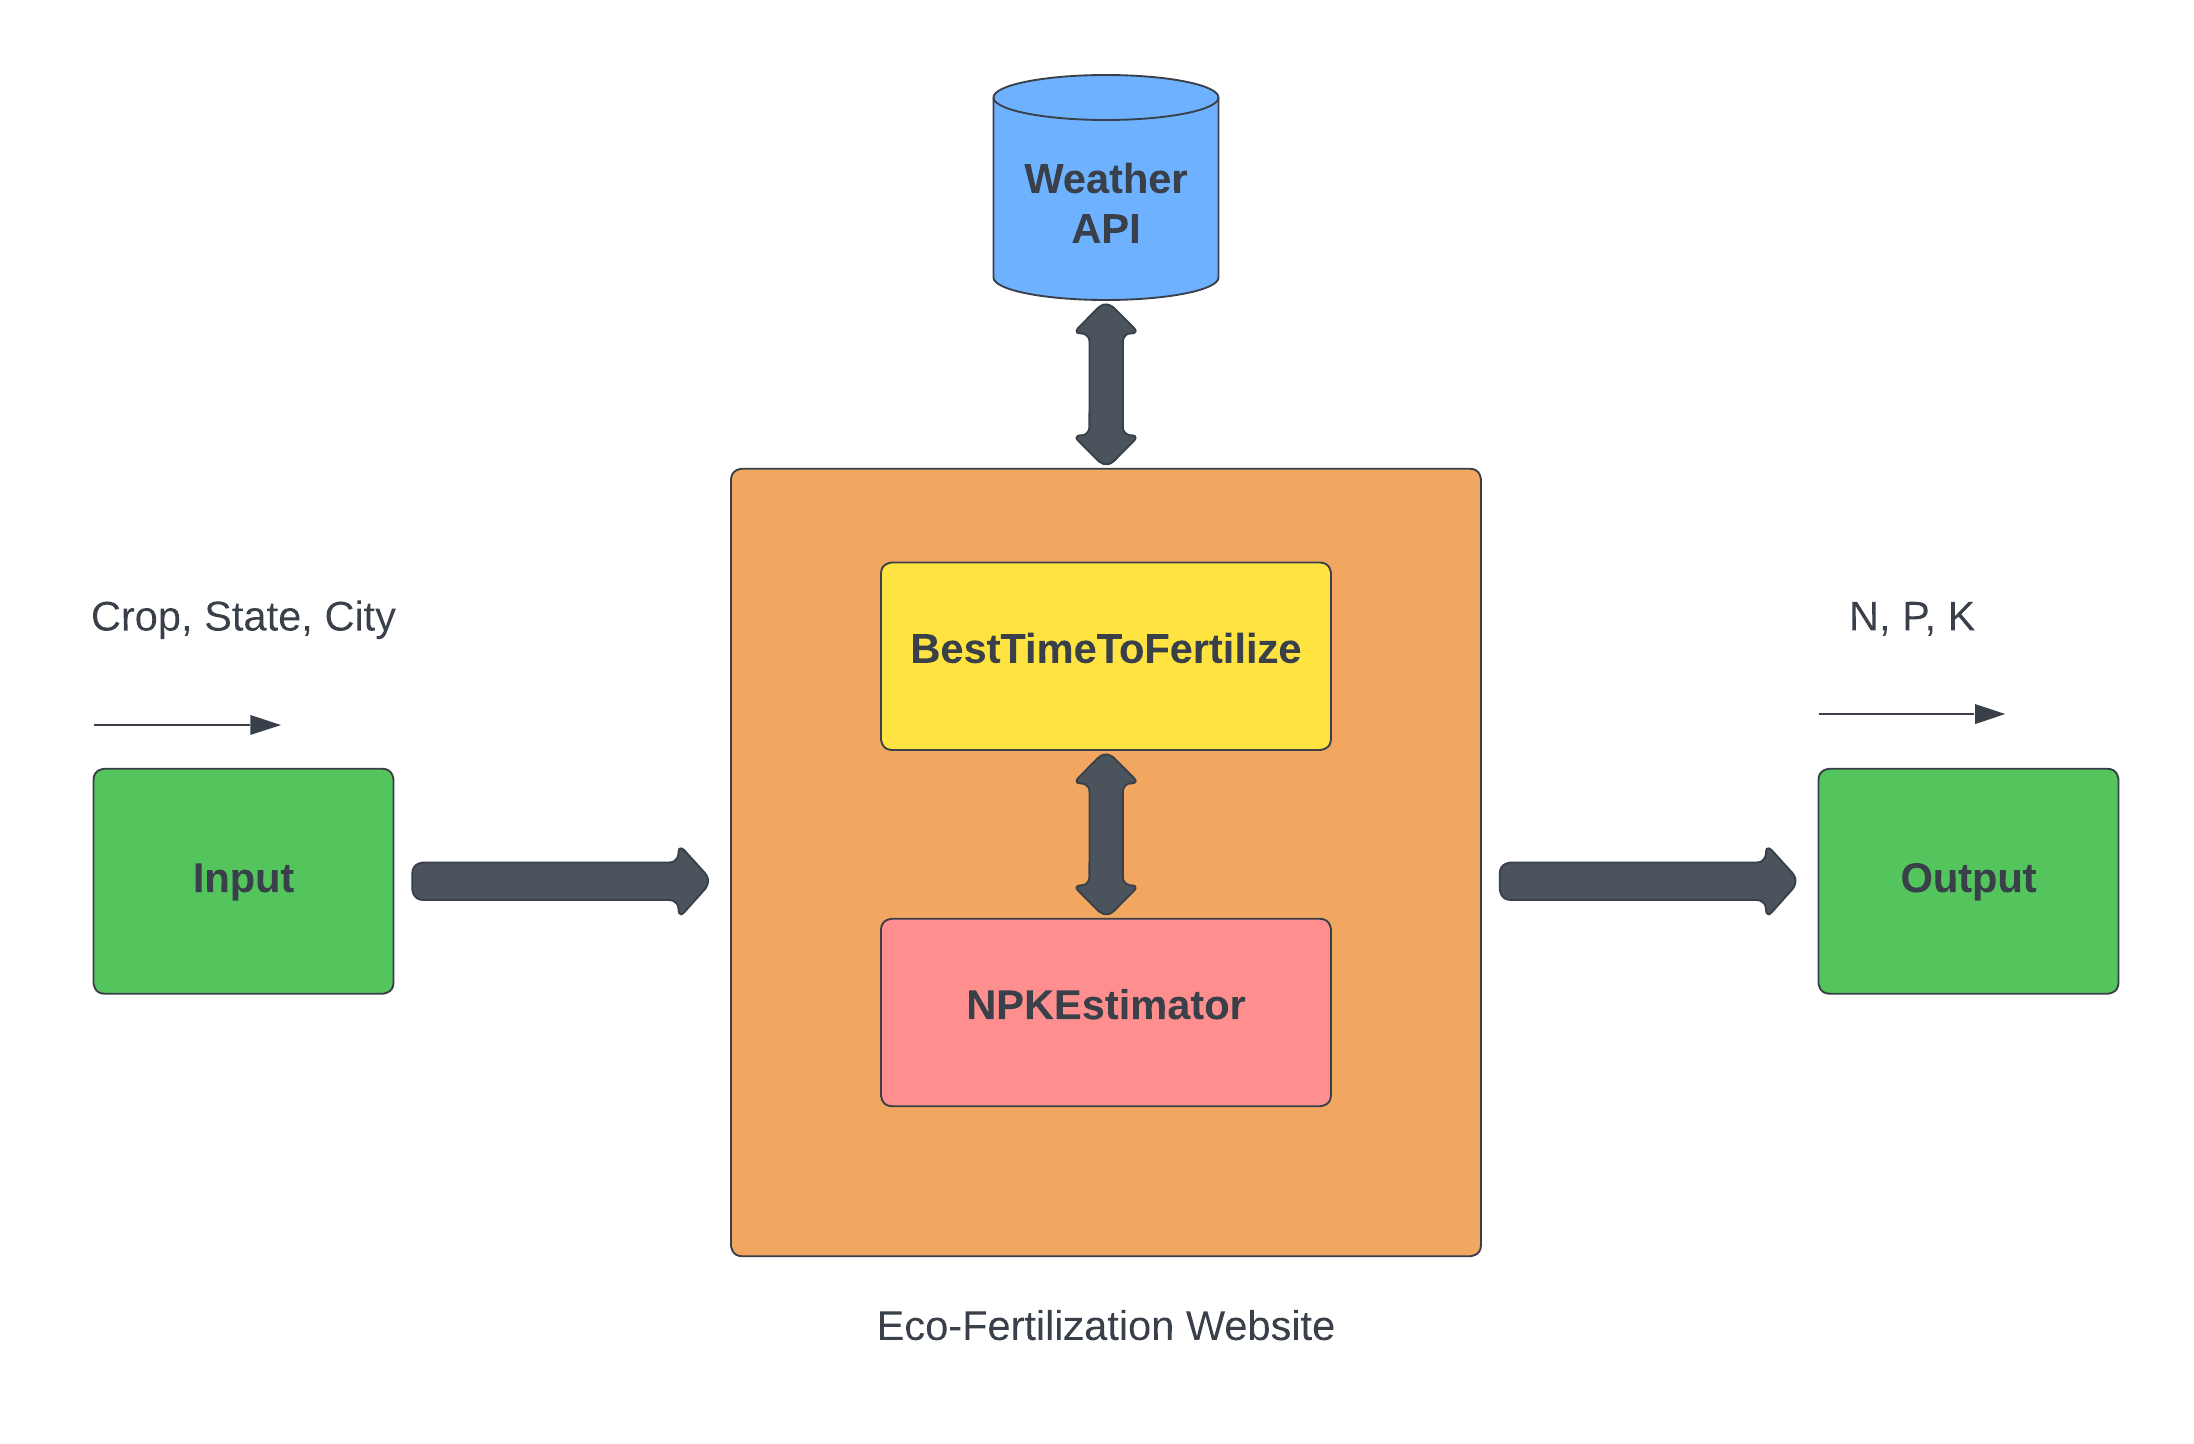 Weather
API
Crop, State, City
N, P, K
BestTimeToFertilize
Input
Output
NPKEstimator
Eco-Fertilization Website